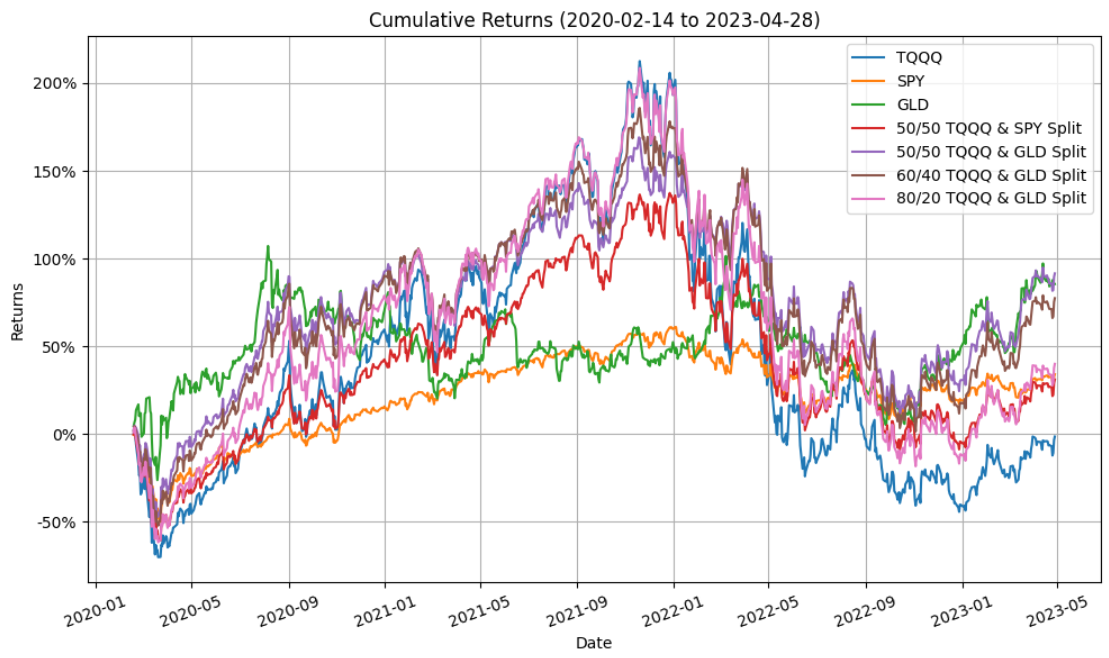 Cumulative Returns (2020-02-14 to 2023-04-28)
TQQQ
SPY
GLD
50/50 TQQQ & SPY Split
50/50 TQQQ & GLD Split
60/40 TQQQ & GLD Split
80/20 TQQQ & GLD Split
200%
150%
100%
50%
0%
-50%
Returns
2020-01
2020-05
2020-09
2021-01
2021-05
2021-09
2022-01
2022-05
2022-09
2023-01
2023-05
Date